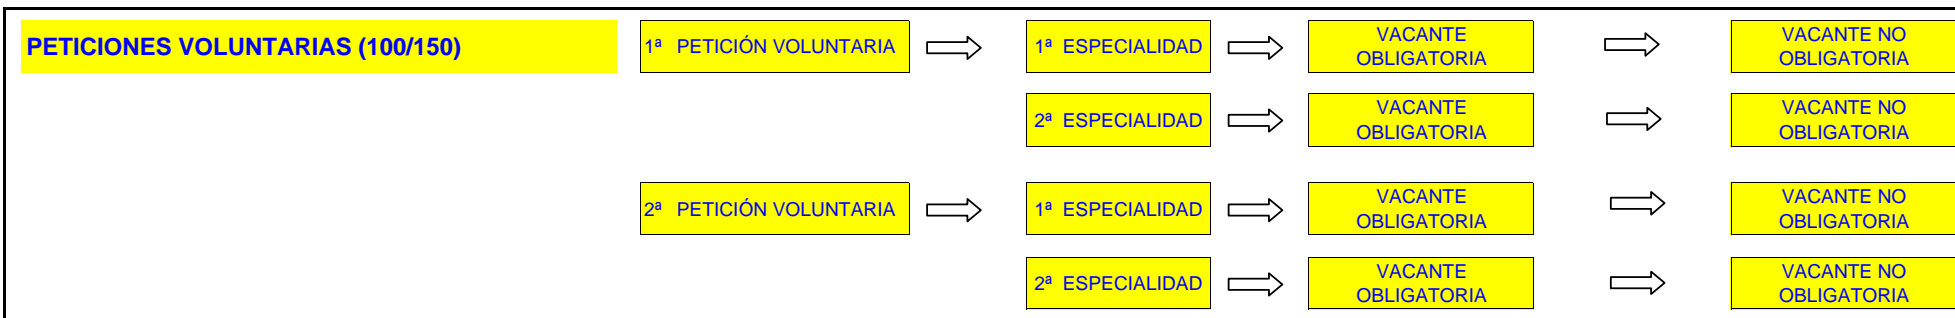 PETICIONES VOLUNTARIAS (100/150)
1ª PETICIÓN VOLUNTARIA
1ª ESPECIALIDAD
VACANTE
OBLIGATORIA
VACANTE NO
OBLIGATORIA
2ª ESPECIALIDAD
VACANTE
OBLIGATORIA
VACANTE NO
OBLIGATORIA
2ª PETICIÓN VOLUNTARIA
1ª ESPECIALIDAD
VACANTE
OBLIGATORIA
VACANTE NO
OBLIGATORIA
2ª ESPECIALIDAD
VACANTE
OBLIGATORIA
VACANTE NO
OBLIGATORIA